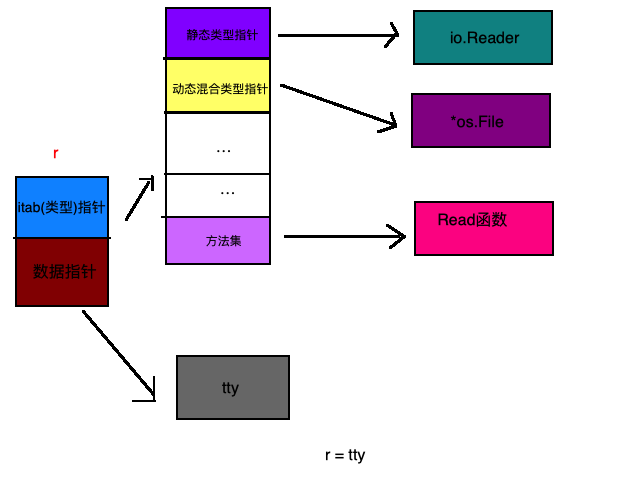 静态类型指针
io.Reader
动态混合类型指针
*os.File
r
...
itab(类型)指针
...
Read函数
方法集
数据指针
tty
r = tty